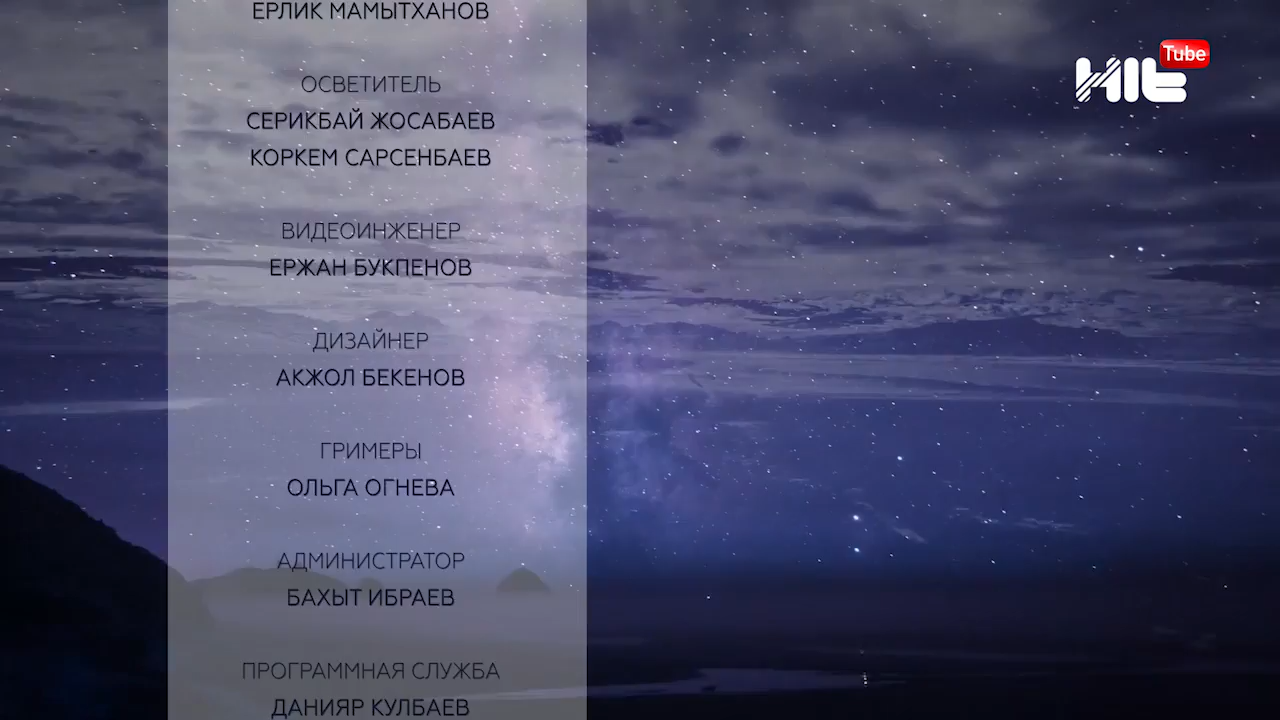 ЕРЛИК МАМЫТХАНОВ
Tube
HIt
ОСВЕТИТЕЛЬ
СЕРИКБАЙ ЖОСАБАЕВ
КОРКЕМ САРСЕНБАЕВ
ВИДЕОИНЖЕНЕР
ЕРЖАН БУКПЕНОВ
ДИЗАЙНЕР
АКЖОЛ БЕКЕНОВ
ГРИМЕРЫ
ОЛЬГА ОГНЕВА
АДМИНИСТРАТОР
БАХЫТ ИБРАЕВ
ПРОГРАММНАЯ СЛУЖБА
ДАНИЯР КУЛБАЕВ